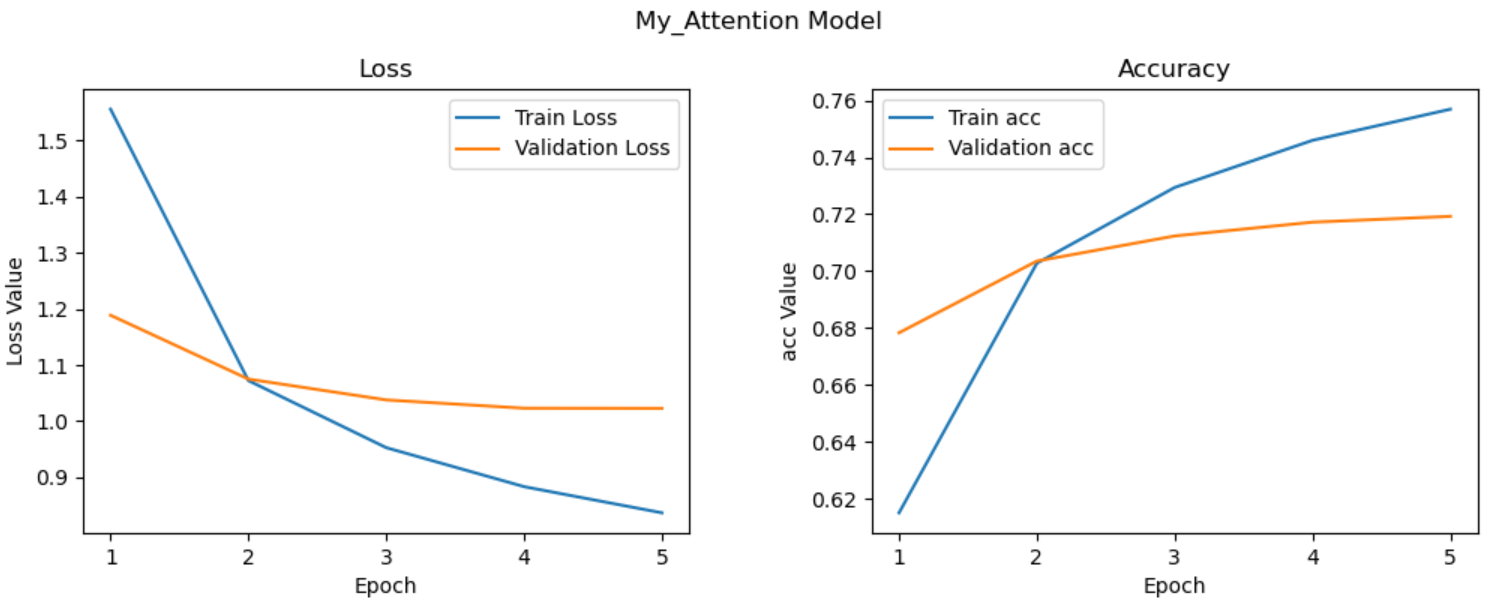 My_Attention Model
Loss
Train Loss
Validation Loss
Loss Value
1.5
1.4
1.3
1.2
1.1
1.0
0.9
1 2 3 4 5
Epoch
Accuracy
Train acc
Validation acc
acc Value
0.76
0.74
0.72
0.70
0.68
0.66
0.64
0.62
1 2 3 4 5
Epoch